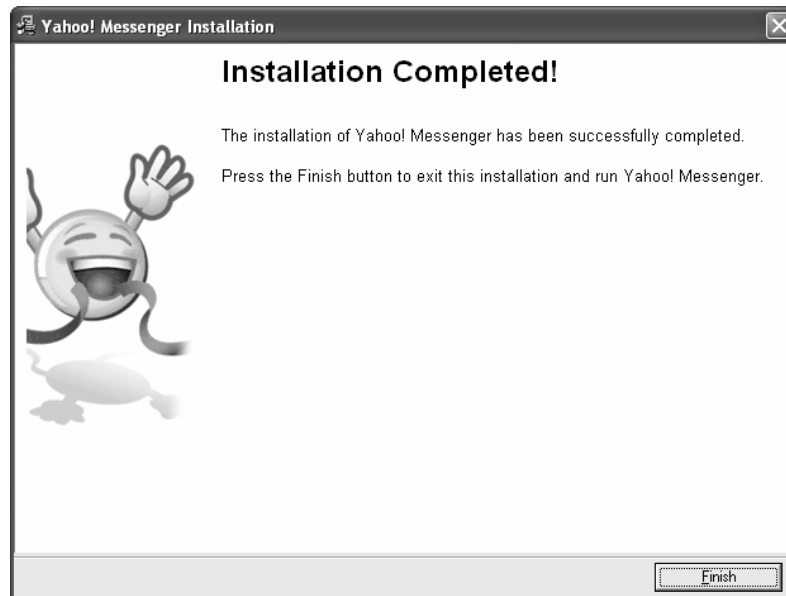 Yahoo! Messenger Installation
Installation Completed!
The installation of Yahoo! Messenger has been successfully completed.
Press the Finish button to exit this installation and run Yahoo! Messenger.
Finish